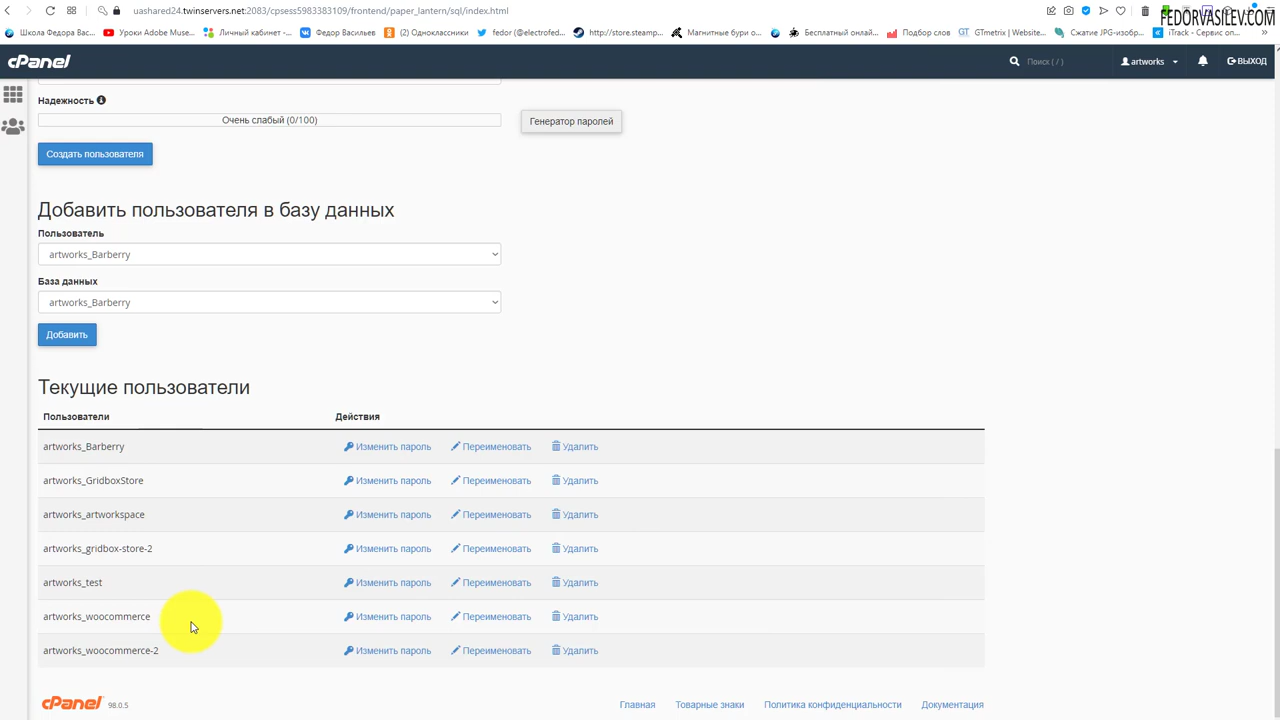 uashared24.twinservers.net:2083/cpsess5983383109/frontend/paper_lantern/sql/index.html
FEDORVASILEV.COM
Школа Федора Вас... Уроки Adobe Muse... Личный кабинет -... Федор Васильев (2) Одноклассники fedor (@electrofed... http://store.steamp... Магнитные бури о... Бесплатный онлай... Подбор слов GTmetrix | Website... Сжатие JPG-изобр... iTrack - Сервис оп...
cPanel Поиск ( / ) artworks ВЫХОД
Надежность
Очень слабый (0/100) Генератор паролей
Создать пользователя
Добавить пользователя в базу данных
Пользователь
artworks_Barberry
База данных
artworks_Barberry
Добавить
Текущие пользователи
Пользователи Действия
artworks_Barberry Изменить пароль Переименовать Удалить
artworks_GridboxStore Изменить пароль Переименовать Удалить
artworks_artworkspace Изменить пароль Переименовать Удалить
artworks_gridbox-store-2 Изменить пароль Переименовать Удалить
artworks_test Изменить пароль Переименовать Удалить
artworks_woocommerce Изменить пароль Переименовать Удалить
artworks_woocommerce-2 Изменить пароль Переименовать Удалить
cPanel 98.0.5 Главная Товарные знаки Политика конфиденциальности Документация